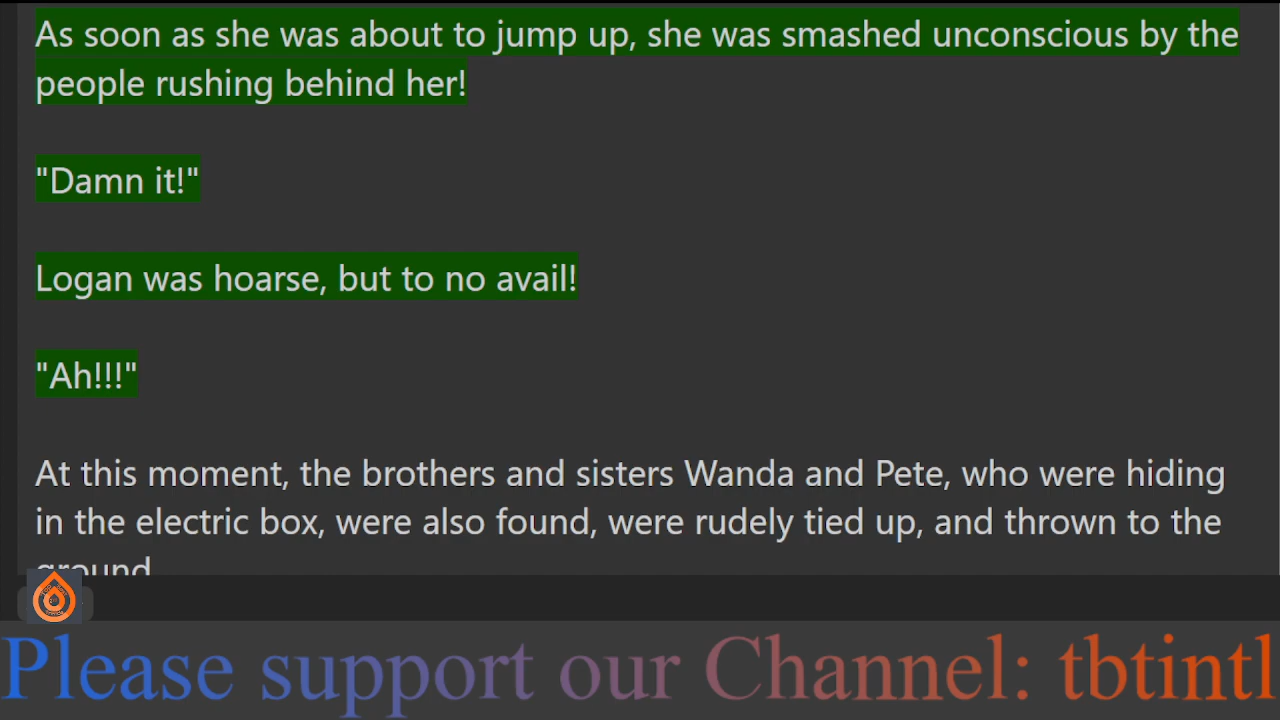 As soon as she was about to jump up, she was smashed unconscious by the
people rushing behind her!
"Damn it!"
Logan was hoarse, but to no avail!
"Ah!!!"
At this moment, the brothers and sisters Wanda and Pete, who were hiding
in the electric box, were also found, were rudely tied up, and thrown to the
ground
Please support our Channel: tbtintl